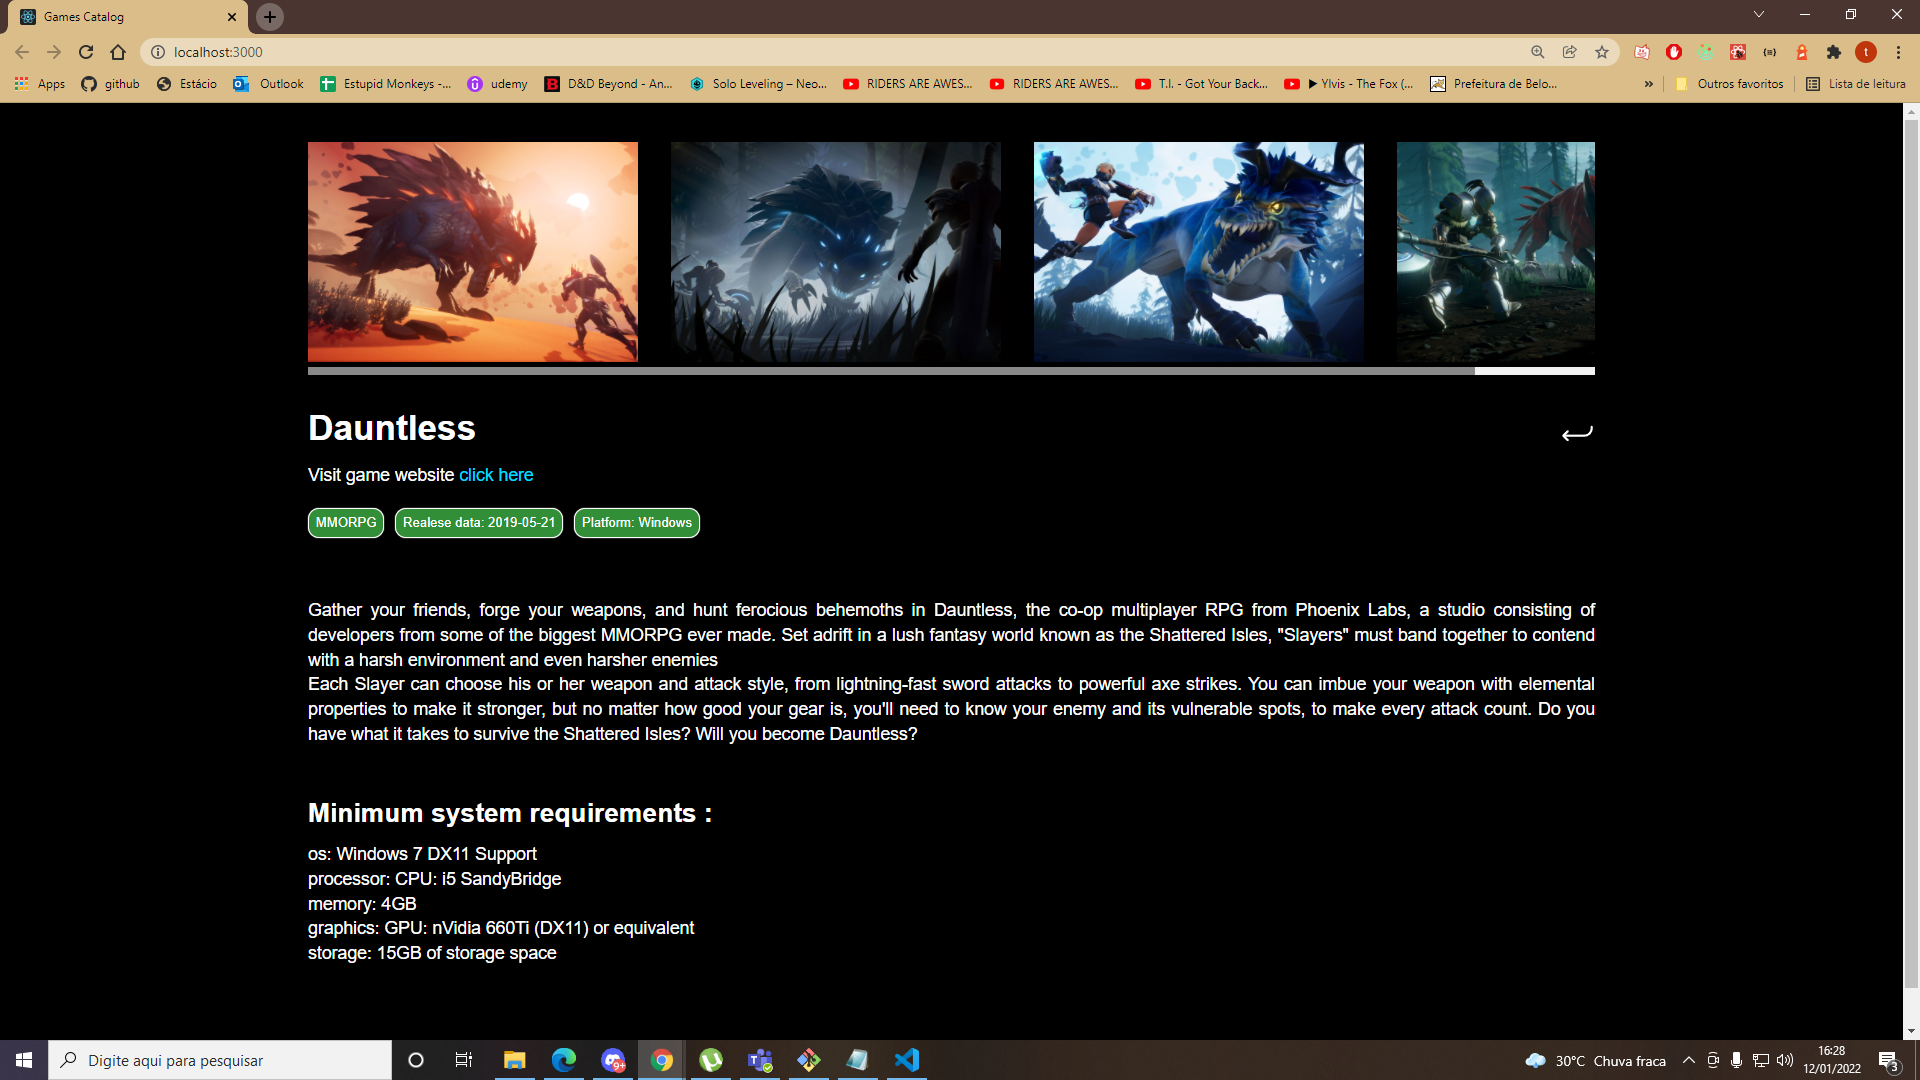 Games Catalog
localhost:3000
t
Apps
github
Estácio
Outlook
Estupid Monkeys -...
udemy
D&D Beyond - An...
Solo Leveling – Neo...
RIDERS ARE AWES...
RIDERS ARE AWES...
T.I. - Got Your Back...
▶ Ylvis - The Fox (...
Prefeitura de Belo...
»
Outros favoritos
Lista de leitura
Dauntless
Visit game website click here
MMORPG
Realese data: 2019-05-21
Platform: Windows
Gather your friends, forge your weapons, and hunt ferocious behemoths in Dauntless, the co-op multiplayer RPG from Phoenix Labs, a studio consisting of
developers from some of the biggest MMORPG ever made. Set adrift in a lush fantasy world known as the Shattered Isles, "Slayers" must band together to contend
with a harsh environment and even harsher enemies
Each Slayer can choose his or her weapon and attack style, from lightning-fast sword attacks to powerful axe strikes. You can imbue your weapon with elemental
properties to make it stronger, but no matter how good your gear is, you'll need to know your enemy and its vulnerable spots, to make every attack count. Do you
have what it takes to survive the Shattered Isles? Will you become Dauntless?
Minimum system requirements :
os: Windows 7 DX11 Support
processor: CPU: i5 SandyBridge
memory: 4GB
graphics: GPU: nVidia 660Ti (DX11) or equivalent
storage: 15GB of storage space
Digite aqui para pesquisar
9+
30°C Chuva fraca
16:28
12/01/2022
3